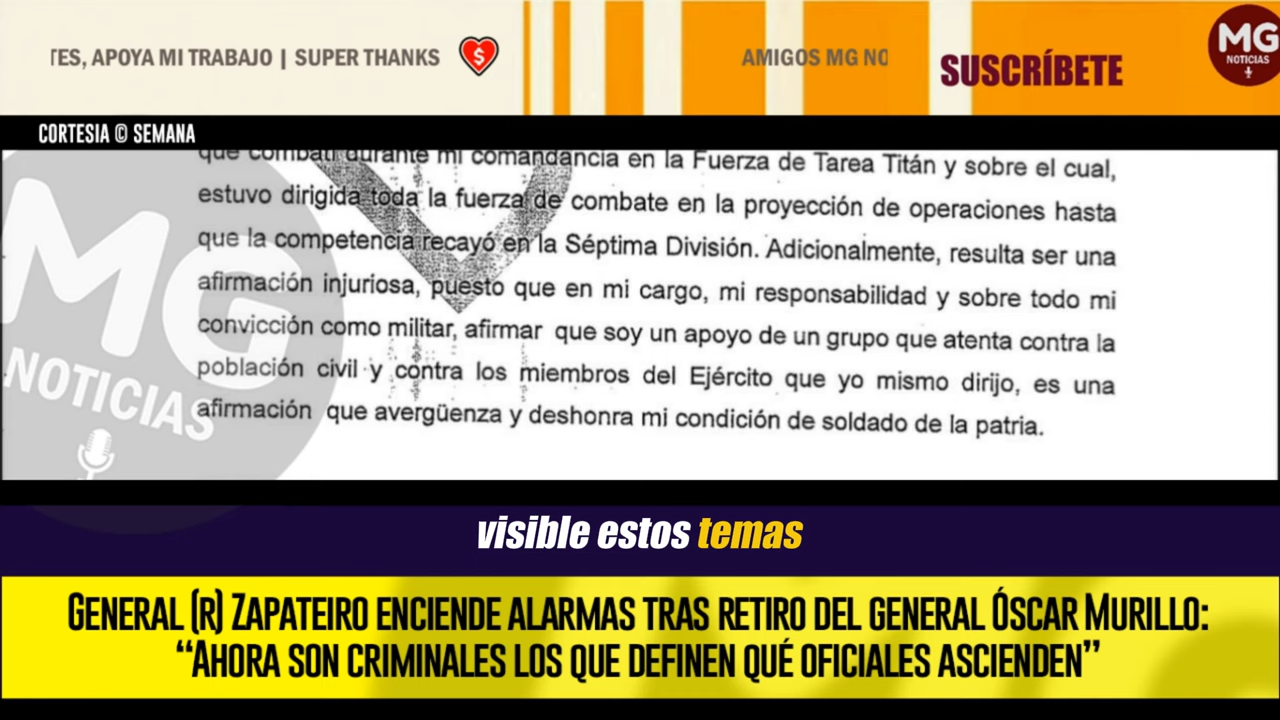 TES, APOYA MI TRABAJO | SUPER THANKS
AMIGOS MG NO
SUSCRÍBETE
MG
NOTICIAS
CORTESIA © SEMANA
que combatí durante mi comandancia en la Fuerza de Tarea Titán y sobre el cual,
estuvo dirigida toda la fuerza de combate en la proyección de operaciones hasta
que la competencia recayó en la Séptima División. Adicionalmente, resulta ser una
afirmación injuriosa, puesto que en mi cargo, mi responsabilidad y sobre todo mi
convicción como militar, afirmar que soy un apoyo de un grupo que atenta contra la
población civil y contra los miembros del Ejército que yo mismo dirijo, es una
afirmación que avergüenza y deshonra mi condición de soldado de la patria.
MG
NOTICIAS
visible estos temas
GENERAL (R) ZAPATEIRO ENCIENDE ALARMAS TRAS RETIRO DEL GENERAL ÓSCAR MURILLO:
“AHORA SON CRIMINALES LOS QUE DEFINEN QUÉ OFICIALES ASCIENDEN”